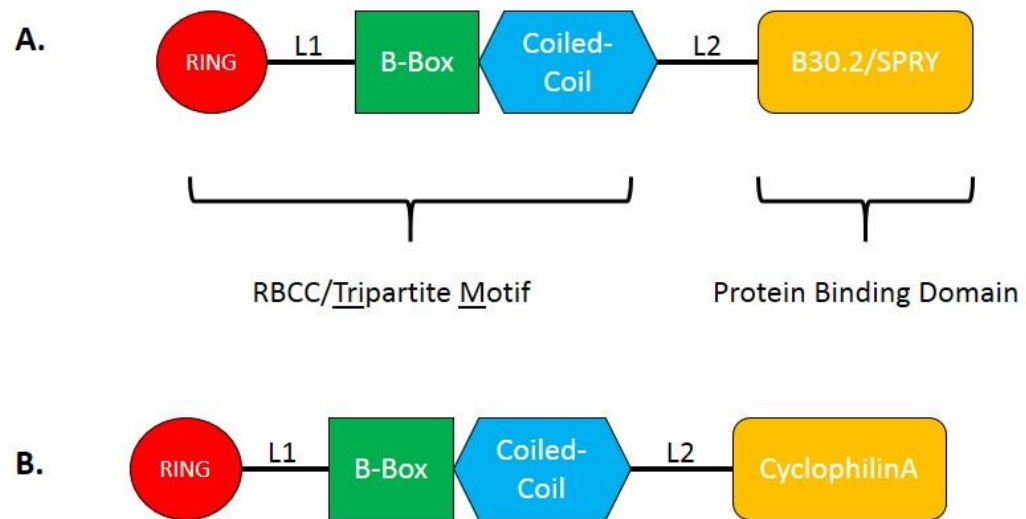 A.
RING
L1
B-Box
Coiled-
Coil
L2
B30.2/SPRY
RBCC/Tripartite Motif
Protein Binding Domain
B.
RING
L1
B-Box
Coiled-
Coil
L2
CyclophilinA